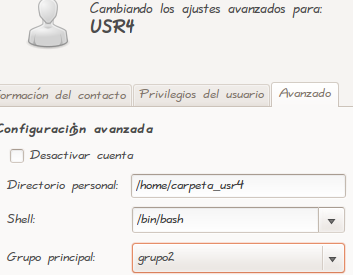 Cambiando los ajustes avanzados para:
USR4
formación del contacto Privilegios del usuario Avanzado
Configuración avanzada
Desactivar cuenta
Directorio personal: /home/carpeta_usr4
Shell: /bin/bash
Grupo principal: grupo2